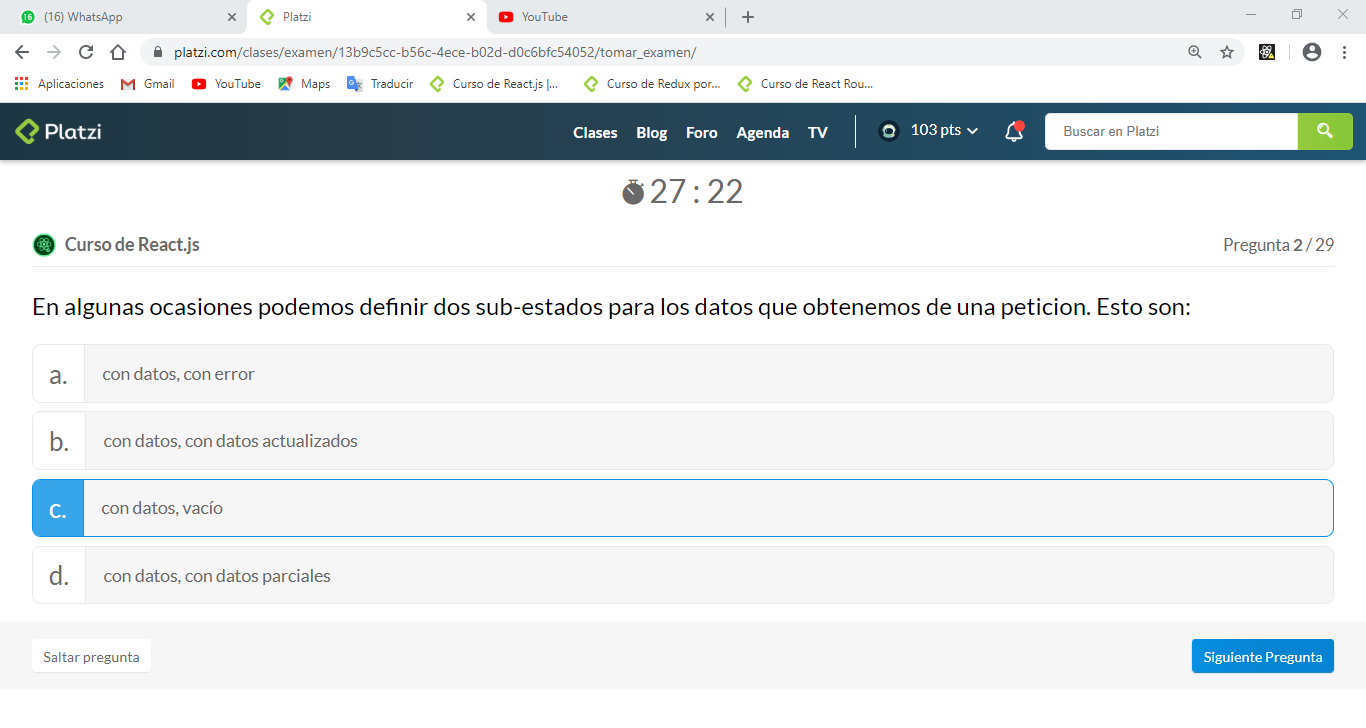 (16) WhatsApp
Platzi
YouTube
platzi.com/clases/examen/13b9c5cc-b56c-4ece-b02d-d0c6bfc54052/tomar_examen/
Aplicaciones Gmail YouTube Maps Traducir Curso de React.js |... Curso de Redux por... Curso de React Rou...
Platzi Clases Blog Foro Agenda TV 103 pts Buscar en Platzi
27 : 22
Curso de React.js Pregunta 2 / 29
En algunas ocasiones podemos definir dos sub-estados para los datos que obtenemos de una peticion. Esto son:
a. con datos, con error
b. con datos, con datos actualizados
c. con datos, vacío
d. con datos, con datos parciales
Saltar pregunta Siguiente Pregunta